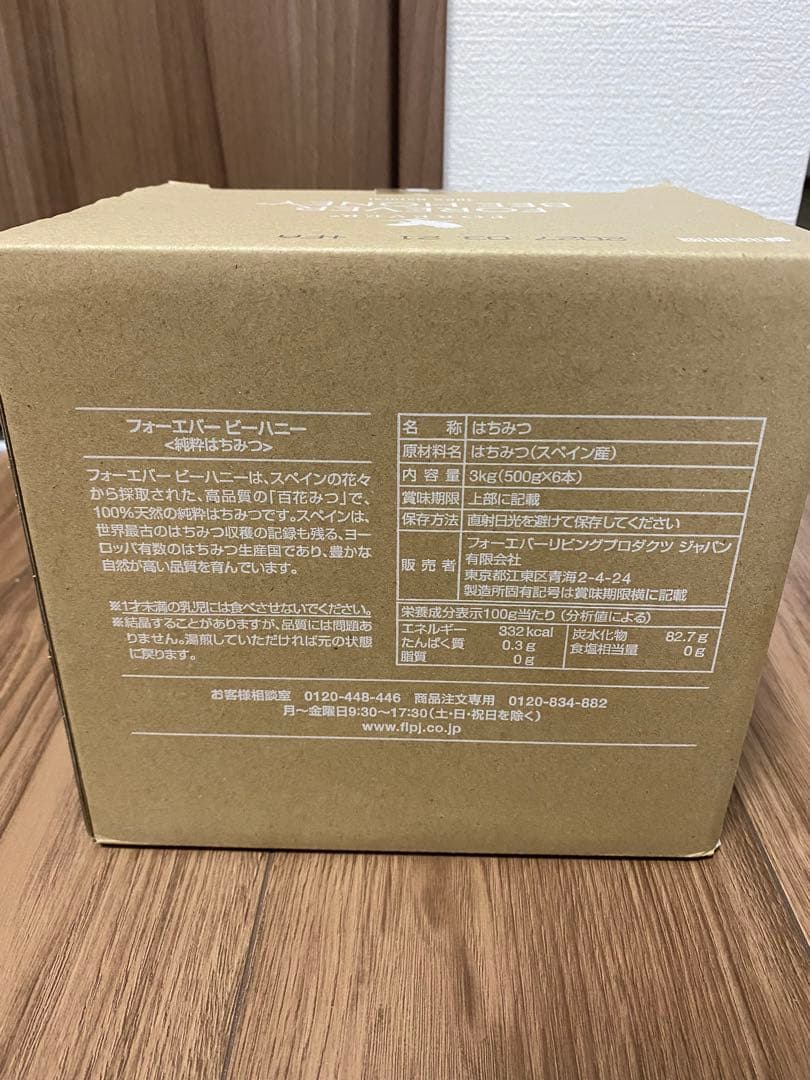 FOREVER
BEE HONEY
2027 03 21 HFA
フォーエバー ビーハニー
<純粋はちみつ>
フォーエバー ビーハニーは、スペインの花々
から採取された、高品質の「百花みつ」で、
100%天然の純粋はちみつです。スペインは、
世界最古のはちみつ収穫の記録も残る、ヨー
ロッパ有数のはちみつ生産国であり、豊かな
自然が高い品質を育んでいます。
※1才未満の乳児には食べさせないでください。
※結晶することがありますが、品質には問題あ
りません。湯煎していただければ元の状態
に戻ります。
名称 はちみつ
原材料名 はちみつ(スペイン産)
内容量 3kg(500g×6本)
賞味期限 上部に記載
保存方法 直射日光を避けて保存してください
販売者 フォーエバーリビングプロダクツ ジャパン
有限会社
東京都江東区青海2-4-24
製造所固有記号は賞味期限横に記載
栄養成分表示100g当たり (分析値による)
エネルギー 332kcal 炭水化物 82.7g
たんぱく質 0.3g 食塩相当量 0g
脂質 0g
お客様相談室 0120-448-446 商品注文専用 0120-834-882
月～金曜日9:30～17:30(土・日・祝日を除く)
www.flpj.co.jp